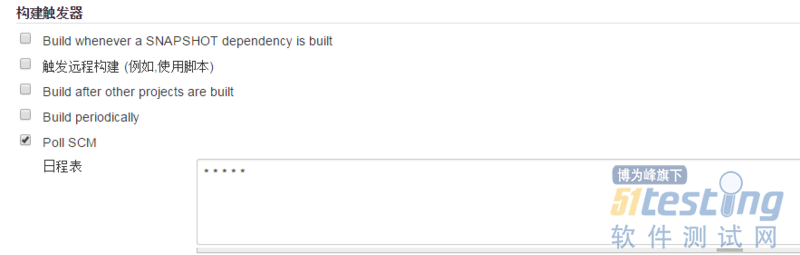 构建触发器
Build whenever a SNAPSHOT dependency is built
触发远程构建 (例如,使用脚本)
Build after other projects are built
Build periodically
Poll SCM
日程表
* * * * *
博为峰旗下
51testing
软件测试网